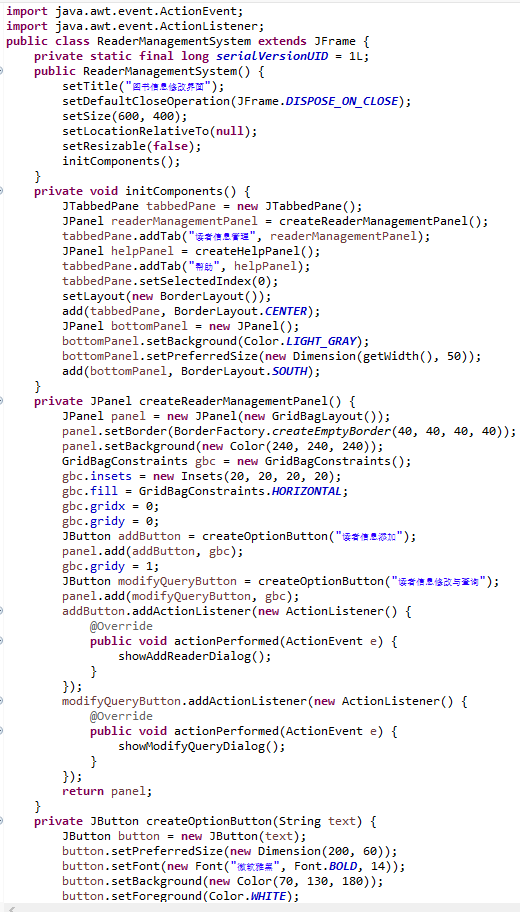 import java.awt.event.ActionEvent;
import java.awt.event.ActionListener;
public class ReaderManagementSystem extends JFrame {
    private static final long serialVersionUID = 1L;
    public ReaderManagementSystem() {
        setTitle("图书信息修改界面");
        setDefaultCloseOperation(JFrame.DISPOSE_ON_CLOSE);
        setSize(600, 400);
        setLocationRelativeTo(null);
        setResizable(false);
        initComponents();
    }
    private void initComponents() {
        JTabbedPane tabbedPane = new JTabbedPane();
        JPanel readerManagementPanel = createReaderManagementPanel();
        tabbedPane.addTab("读者信息管理", readerManagementPanel);
        JPanel helpPanel = createHelpPanel();
        tabbedPane.addTab("帮助", helpPanel);
        tabbedPane.setSelectedIndex(0);
        setLayout(new BorderLayout());
        add(tabbedPane, BorderLayout.CENTER);
        JPanel bottomPanel = new JPanel();
        bottomPanel.setBackground(Color.LIGHT_GRAY);
        bottomPanel.setPreferredSize(new Dimension(getWidth(), 50));
        add(bottomPanel, BorderLayout.SOUTH);
    }
    private JPanel createReaderManagementPanel() {
        JPanel panel = new JPanel(new GridBagLayout());
        panel.setBorder(BorderFactory.createEmptyBorder(40, 40, 40, 40));
        panel.setBackground(new Color(240, 240, 240));
        GridBagConstraints gbc = new GridBagConstraints();
        gbc.insets = new Insets(20, 20, 20, 20);
        gbc.fill = GridBagConstraints.HORIZONTAL;
        gbc.gridx = 0;
        gbc.gridy = 0;
        JButton addButton = createOptionButton("读者信息添加");
        panel.add(addButton, gbc);
        gbc.gridy = 1;
        JButton modifyQueryButton = createOptionButton("读者信息修改与查询");
        panel.add(modifyQueryButton, gbc);
        addButton.addActionListener(new ActionListener() {
            @Override
            public void actionPerformed(ActionEvent e) {
                showAddReaderDialog();
            }
        });
        modifyQueryButton.addActionListener(new ActionListener() {
            @Override
            public void actionPerformed(ActionEvent e) {
                showModifyQueryDialog();
            }
        });
        return panel;
    }
    private JButton createOptionButton(String text) {
        JButton button = new JButton(text);
        button.setPreferredSize(new Dimension(200, 60));
        button.setFont(new Font("微软雅黑", Font.BOLD, 14));
        button.setBackground(new Color(70, 130, 180));
        button.setForeground(Color.WHITE);